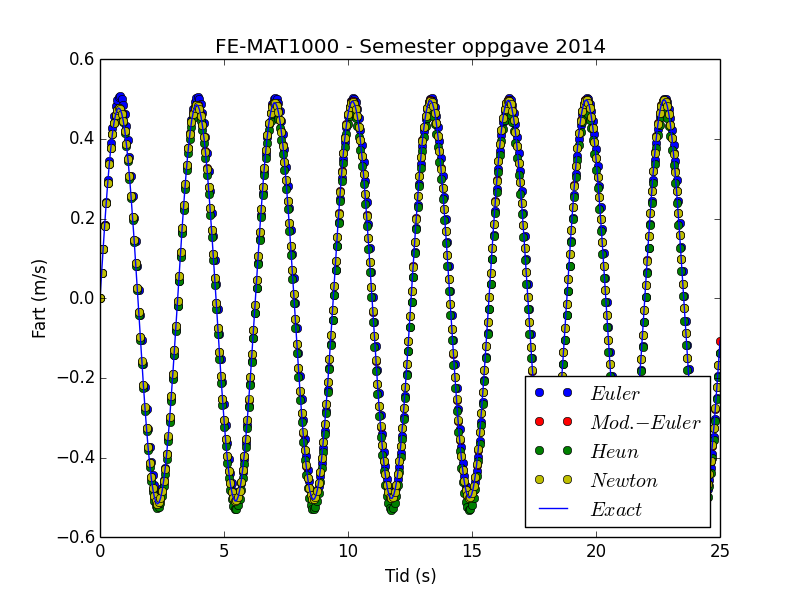 FE-MAT1000 - Semester oppgave 2014
0.6
0.4
0.2
0.0
−0.2
−0.4
−0.6
Fart (m/s)
0 5 10 15 20 25
Tid (s)
Euler
Mod.−Euler
Heun
Newton
Exact